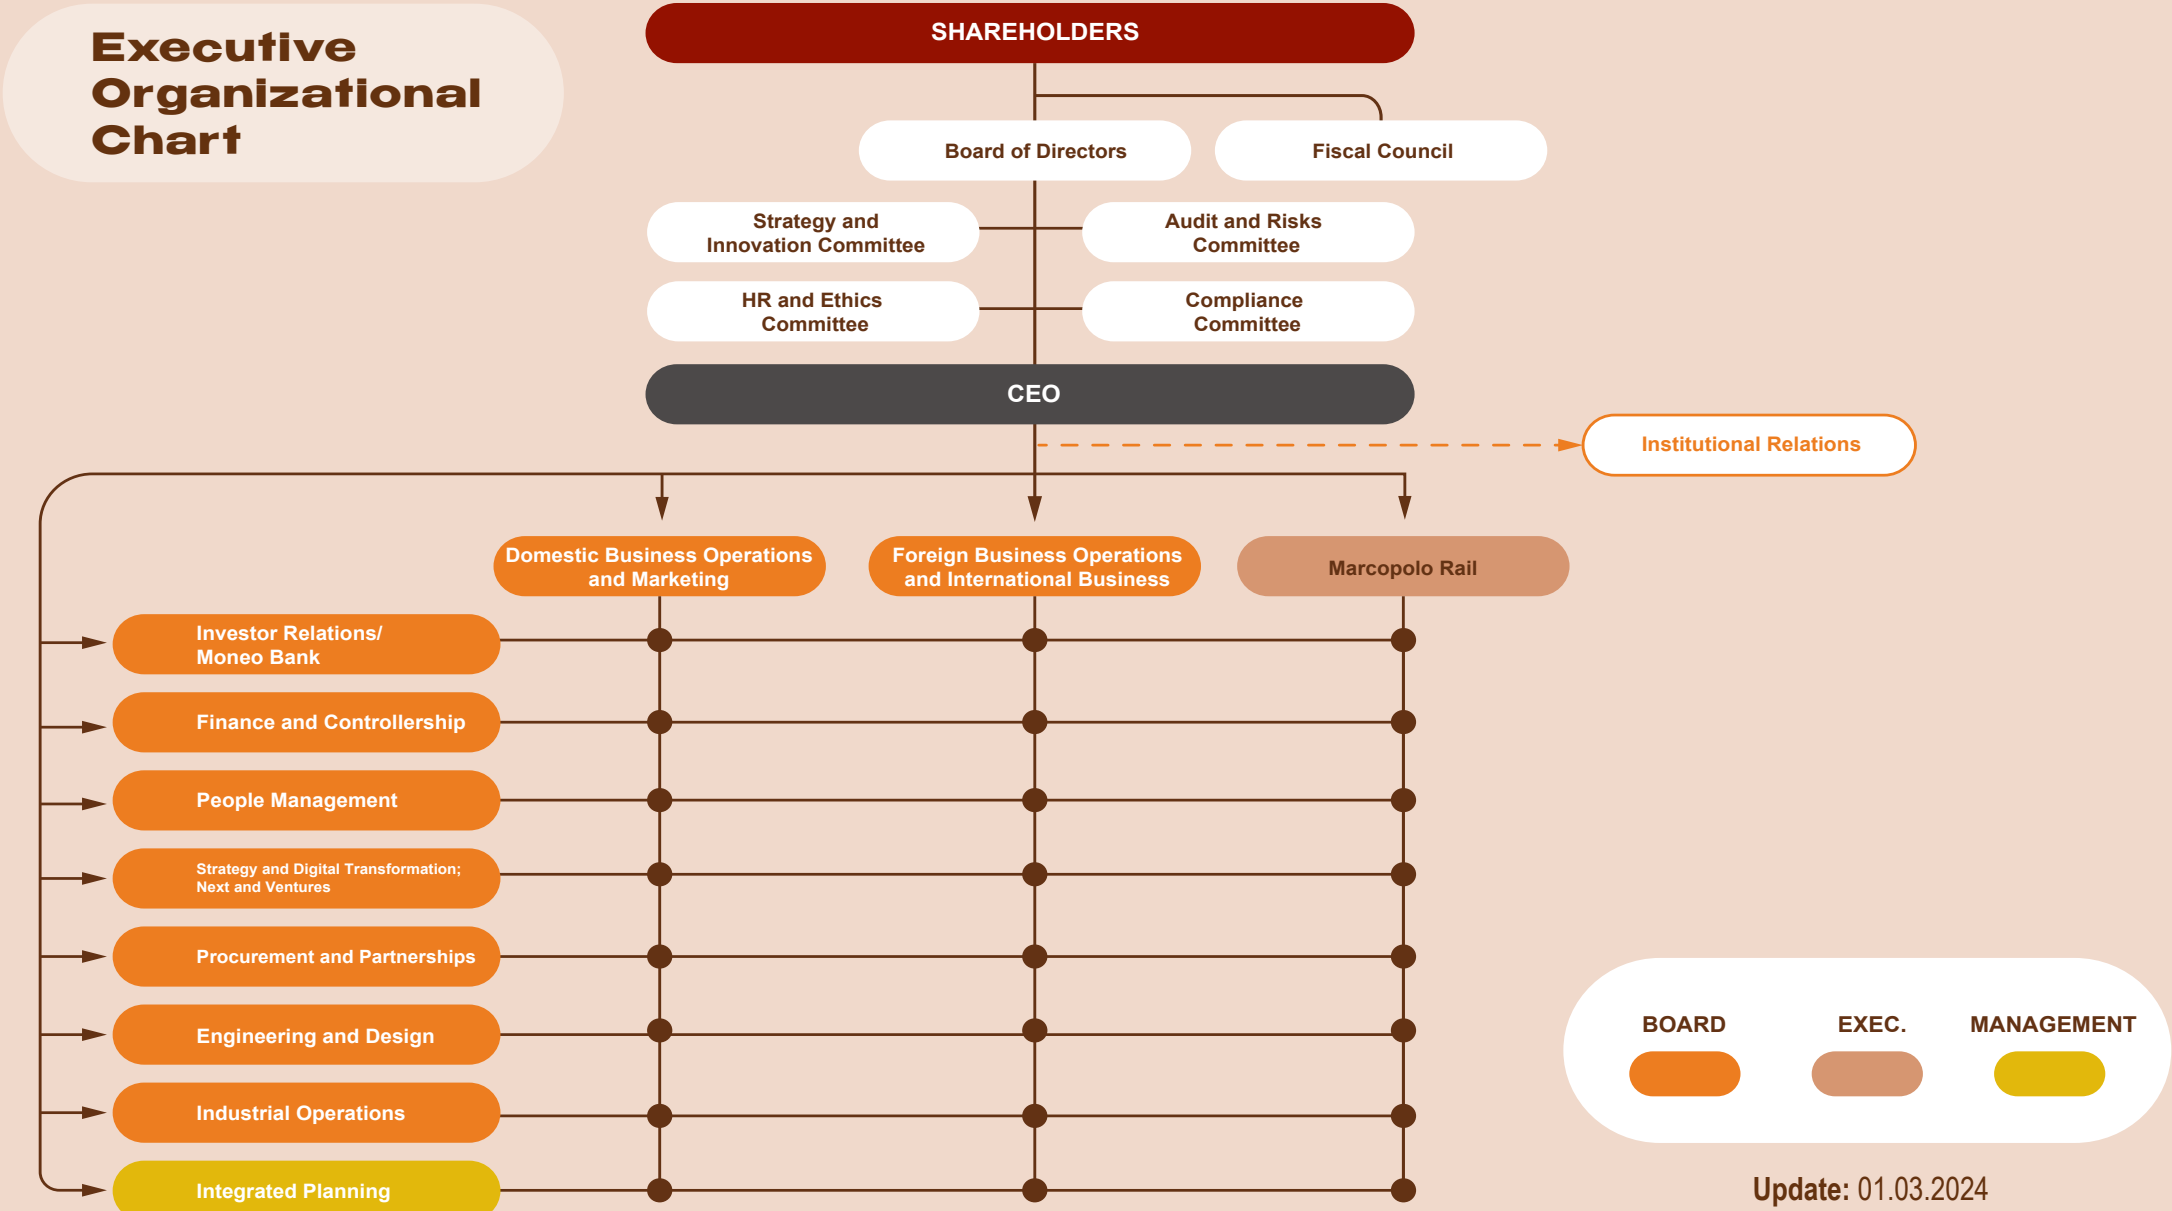 Executive
Organizational
Chart
SHAREHOLDERS
Board of Directors
Fiscal Council
Strategy and
Innovation Committee
Audit and Risks
Committee
HR and Ethics
Committee
Compliance
Committee
CEO
Institutional Relations
Domestic Business Operations
and Marketing
Foreign Business Operations
and International Business
Marcopolo Rail
Investor Relations/
Moneo Bank
Finance and Controllership
People Management
Strategy and Digital Transformation;
Next and Ventures
Procurement and Partnerships
Engineering and Design
Industrial Operations
Integrated Planning
BOARD
EXEC.
MANAGEMENT
Update: 01.03.2024